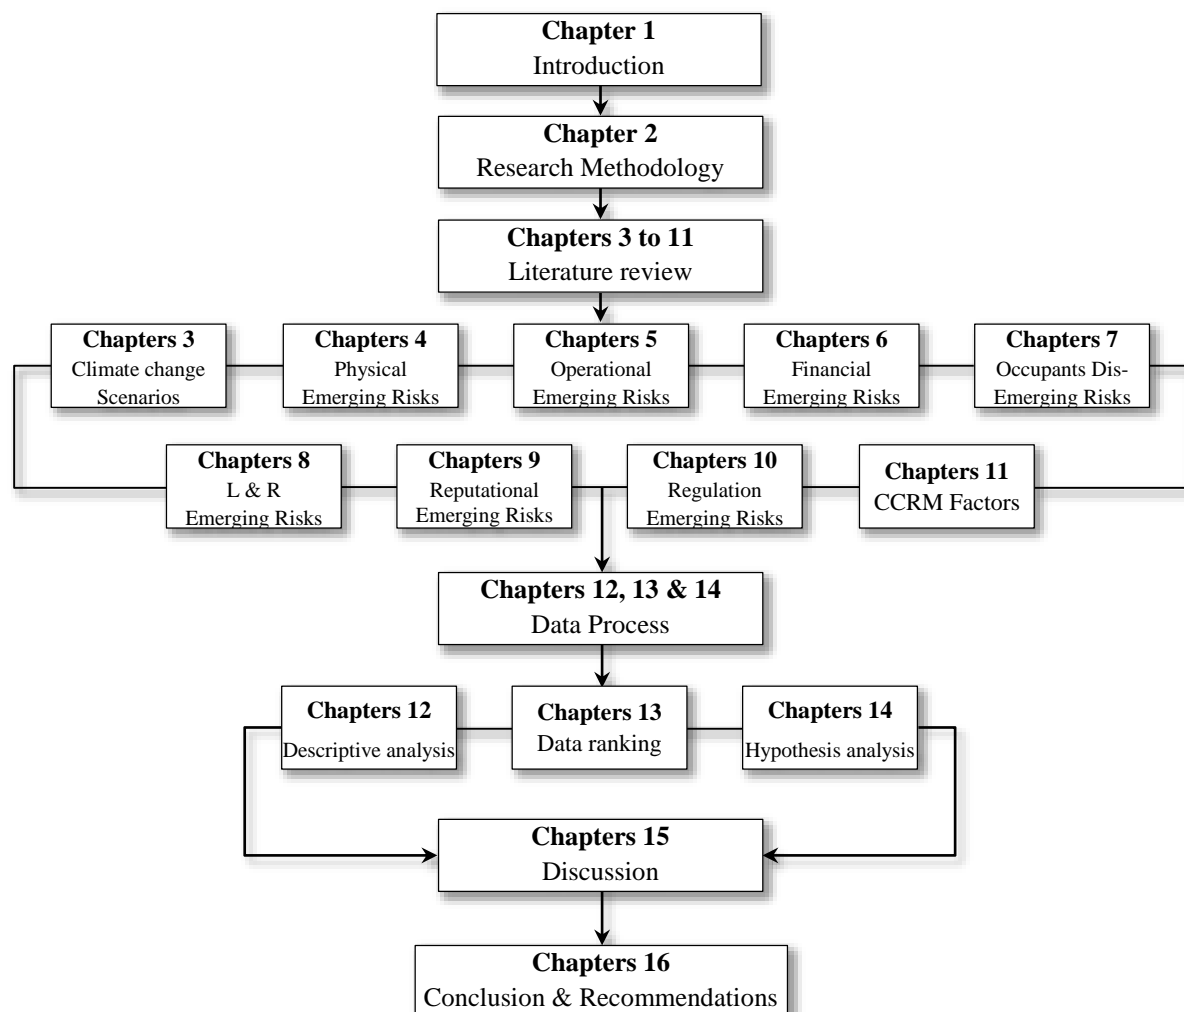 Chapter 1
Introduction
Chapter 2
Research Methodology
Chapters 3 to 11
Literature review
Chapters 3
Climate change
Scenarios
Chapters 4
Physical
Emerging Risks
Chapters 5
Operational
Emerging Risks
Chapters 6
Financial
Emerging Risks
Chapters 7
Occupants Dis-
Emerging Risks
Chapters 8
L & R
Emerging Risks
Chapters 9
Reputational
Emerging Risks
Chapters 10
Regulation
Emerging Risks
Chapters 11
CCRM Factors
Chapters 12, 13 & 14
Data Process
Chapters 12
Descriptive analysis
Chapters 13
Data ranking
Chapters 14
Hypothesis analysis
Chapters 15
Discussion
Chapters 16
Conclusion & Recommendations